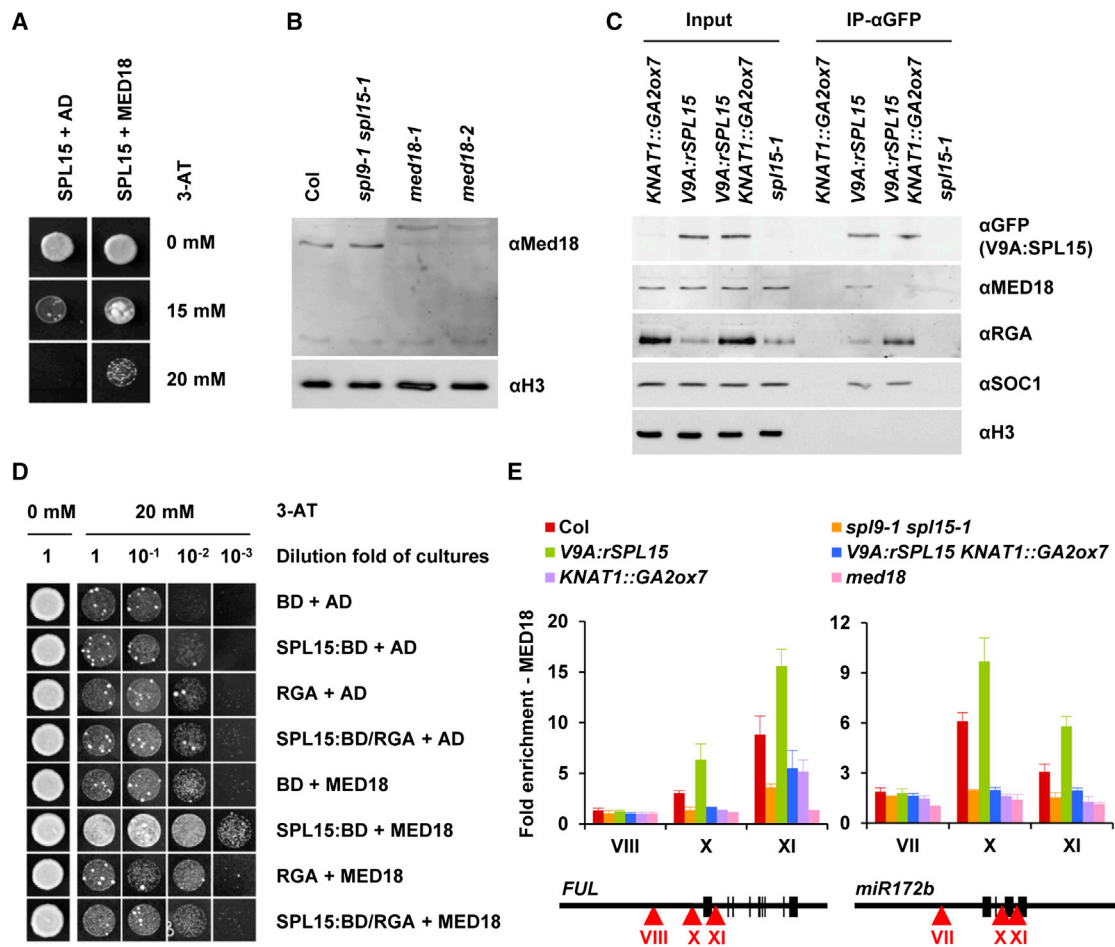 A
SPL15 + AD
SPL15 + MED18
3-AT
0 mM
15 mM
20 mM
B
Col
spl9-1 spl15-1
med18-1
med18-2
αMed18
αH3
C
Input
IP-αGFP
KNAT1::GA2ox7
V9A:rSPL15
V9A:rSPL15
KNAT1::GA2ox7
spl15-1
KNAT1::GA2ox7
V9A:rSPL15
V9A:rSPL15
KNAT1::GA2ox7
spl15-1
αGFP
(V9A:SPL15)
αMED18
αRGA
αSOC1
αH3
D
0 mM 20 mM 3-AT
1 1 10⁻¹ 10⁻² 10⁻³ Dilution fold of cultures
BD + AD
SPL15:BD + AD
RGA + AD
SPL15:BD/RGA + AD
BD + MED18
SPL15:BD + MED18
RGA + MED18
SPL15:BD/RGA + MED18
E
Col
V9A:rSPL15
KNAT1::GA2ox7
spl9-1 spl15-1
V9A:rSPL15 KNAT1::GA2ox7
med18
Fold enrichment - MED18
20
15
10
5
0
VIII X XI
12
9
6
3
0
VII X XI
FUL
VIII X XI
miR172b
VII X XI